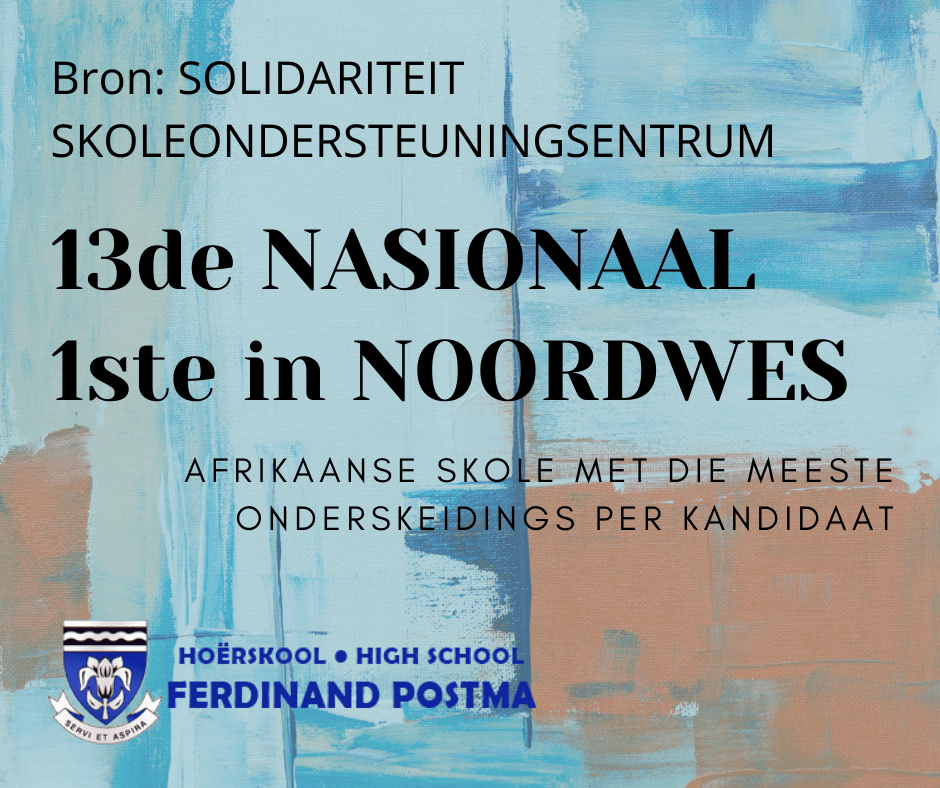 Bron: SOLIDARITEIT
SKOLEONDERSTEUNINGSENTRUM
13de NASIONAAL
1ste in NOORDWES
AFRIKAANSE SKOLE MET DIE MEESTE
ONDERSKEIDINGS PER KANDIDAAT
HOËRSKOOL • HIGH SCHOOL
FERDINAND POSTMA
SERVI ET ASPIRA